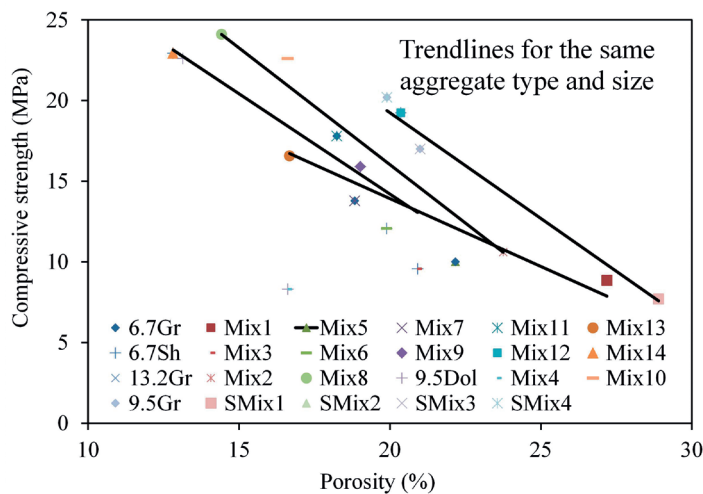 25
Trendlines for the same
aggregate type and size
20
15
10
5
0
Compressive strength (MPa)
6.7Gr Mix1 Mix5 Mix7 Mix11 Mix13
6.7Sh Mix3 Mix6 Mix9 Mix12 Mix14
13.2Gr Mix2 Mix8 9.5Dol Mix4 Mix10
9.5Gr SMix1 SMix2 SMix3 SMix4
10 15 20 25 30
Porosity (%)